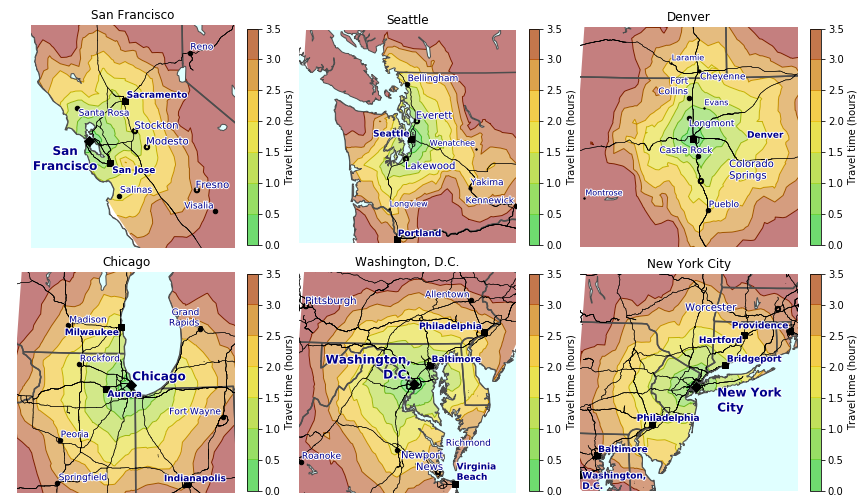 San Francisco
Reno
Sacramento
Santa Rosa
Stockton
San
Francisco
Modesto
San Jose
Salinas
Fresno
Visalia
3.5
3.0
2.5
2.0
1.5
1.0
0.5
0.0
Travel time (hours)
Seattle
Bellingham
Everett
Seattle
Wenatchee
Lakewood
Yakima
Longview
Kennewick
Portland
3.5
3.0
2.5
2.0
1.5
1.0
0.5
0.0
Travel time (hours)
Denver
Laramie
Cheyenne
Fort
Collins
Evans
Longmont
Denver
Castle Rock
Colorado
Springs
Montrose
Pueblo
3.5
3.0
2.5
2.0
1.5
1.0
0.5
0.0
Travel time (hours)
Chicago
Madison
Milwaukee
Grand
Rapids
Rockford
Chicago
Aurora
Fort Wayne
Peoria
Springfield
Indianapolis
3.5
3.0
2.5
2.0
1.5
1.0
0.5
0.0
Travel time (hours)
Washington, D.C.
Pittsburgh
Allentown
Philadelphia
Washington,
D.C.
Baltimore
Richmond
Roanoke
Newport
News
Virginia
Beach
3.5
3.0
2.5
2.0
1.5
1.0
0.5
0.0
Travel time (hours)
New York City
Worcester
Providence
Hartford
Bridgeport
New York
City
Philadelphia
Baltimore
Washington,
D.C.
3.5
3.0
2.5
2.0
1.5
1.0
0.5
0.0
Travel time (hours)